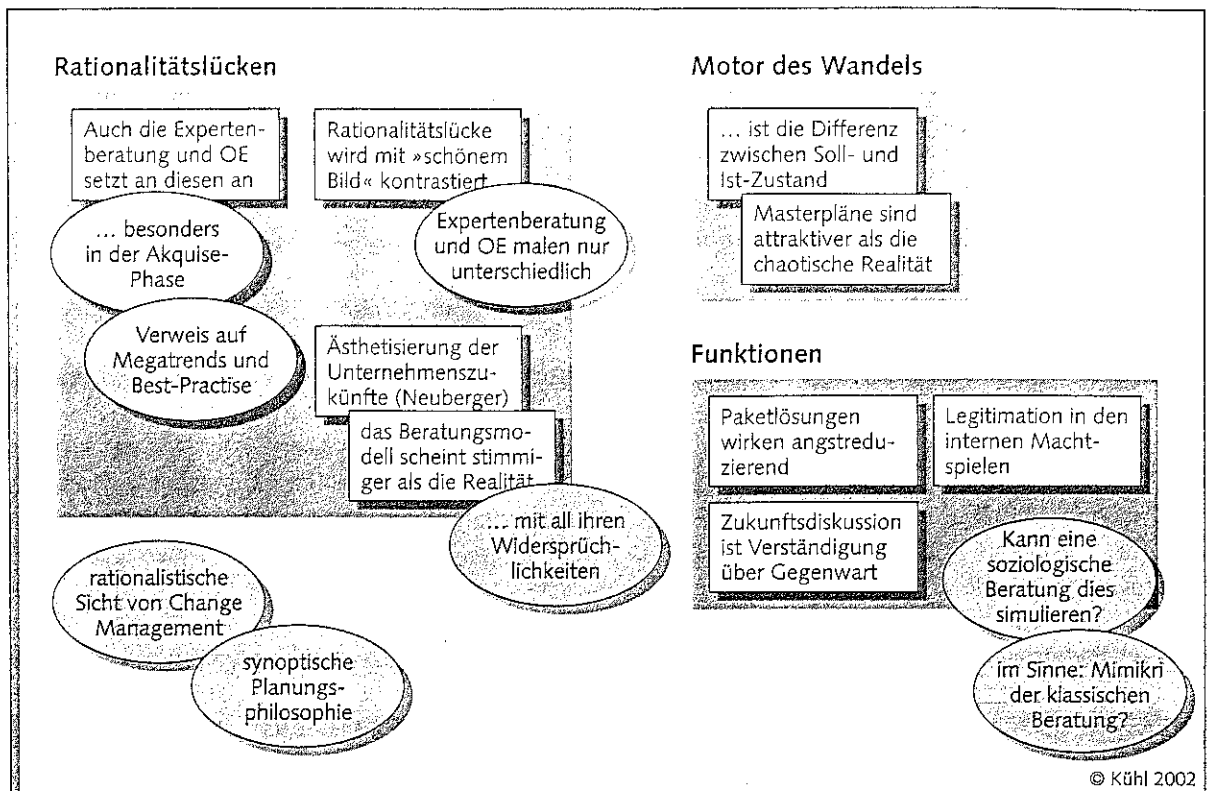 Rationalitätslücken
Auch die Experten-
beratung und OE
setzt an diesen an
… besonders
in der Akquise-
Phase
Verweis auf
Megatrends und
Best-Practise
Rationalitätslücke
wird mit »schönem
Bild« kontrastiert
Expertenberatung
und OE malen nur
unterschiedlich
Ästhetisierung der
Unternehmenszu-
künfte (Neuberger)
das Beratungsmo-
dell scheint stimmi-
ger als die Realität
… mit all ihren
Widersprüch-
lichkeiten
rationalistische
Sicht von Change
Management
synoptische
Planungs-
philosophie
Motor des Wandels
… ist die Differenz
zwischen Soll- und
Ist-Zustand
Masterpläne sind
attraktiver als die
chaotische Realität
Funktionen
Paketlösungen
wirken angstredu-
zierend
Legitimation in den
internen Macht-
spielen
Zukunftsdiskussion
ist Verständigung
über Gegenwart
Kann eine
soziologische
Beratung dies
simulieren?
im Sinne: Mimikri
der klassischen
Beratung?
© Kühl 2002